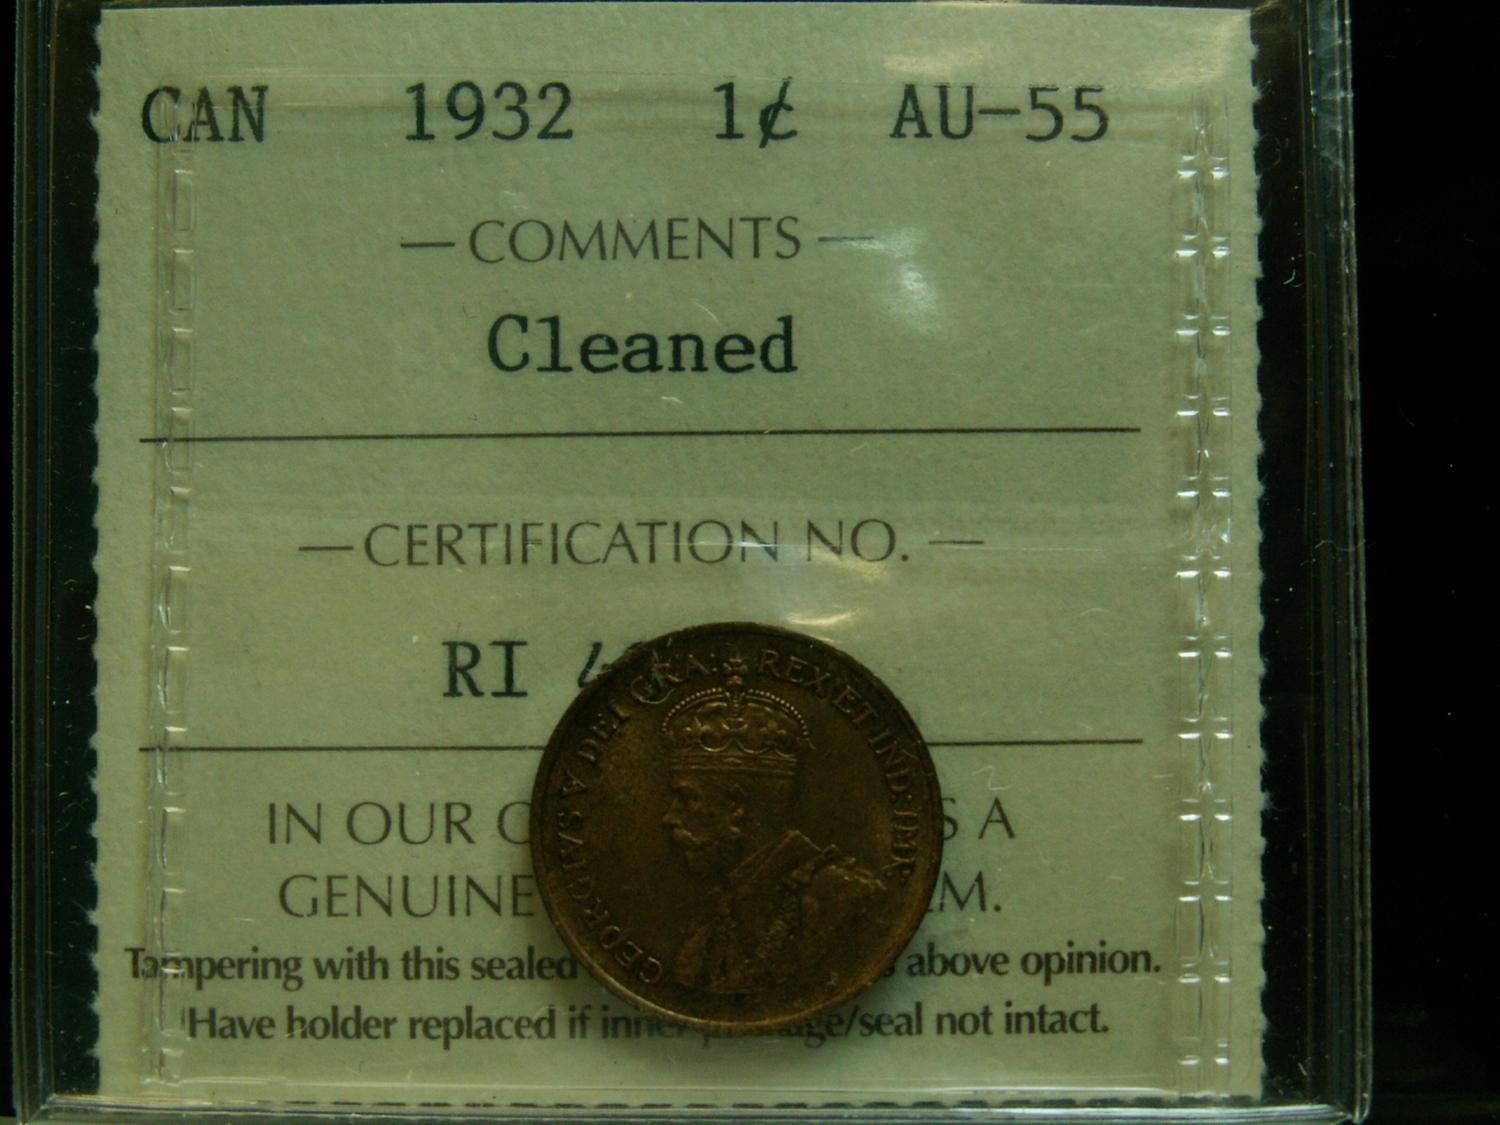 CAN 1932 1¢ AU-55
— COMMENTS —
Cleaned
— CERTIFICATION NO. —
RI
IN OUR A
GENUINE
Tampering with this sealed above opinion.
Have holder replaced if inner /seal not intact.
GEORGIVS V DEI GRA: REX ET IND: IMP: